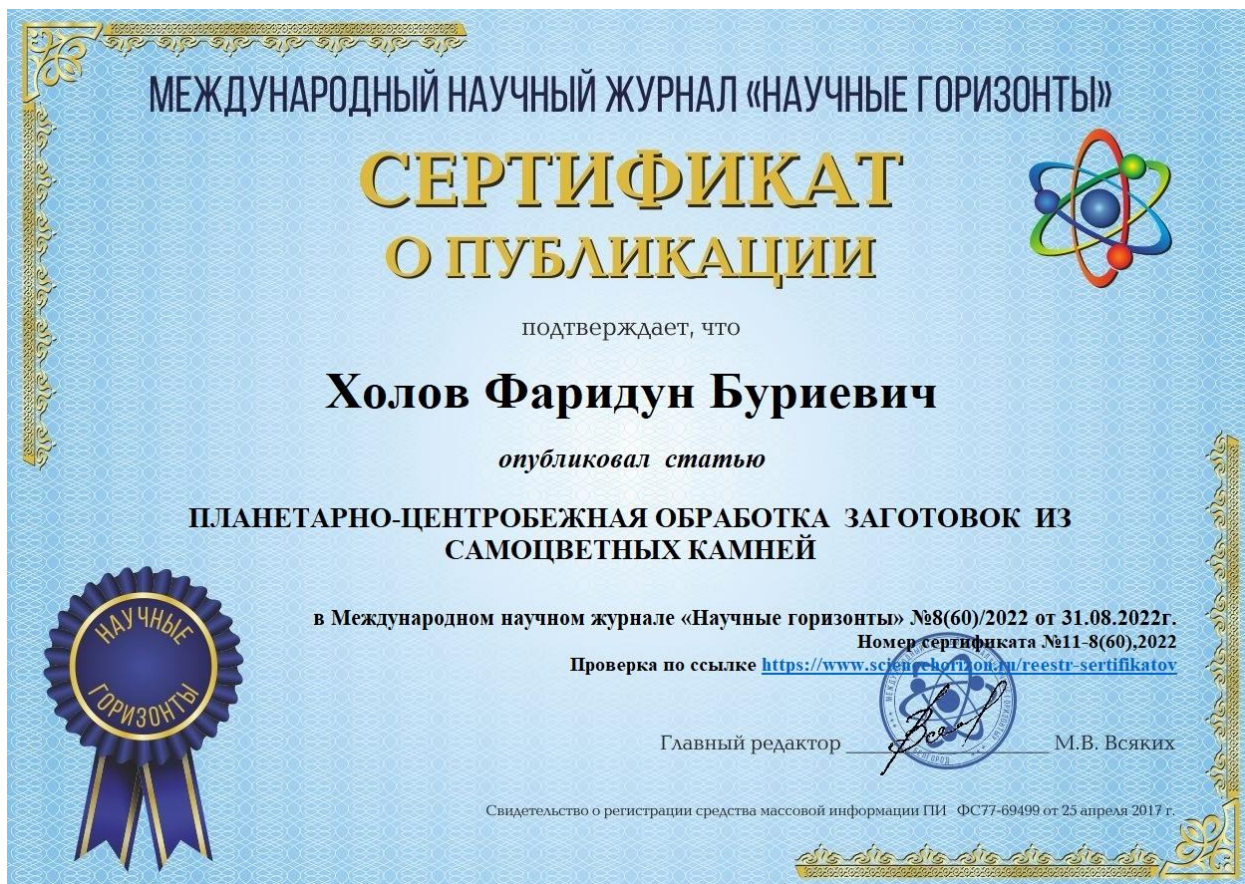 МЕЖДУНАРОДНЫЙ НАУЧНЫЙ ЖУРНАЛ «НАУЧНЫЕ ГОРИЗОНТЫ»
СЕРТИФИКАТ
О ПУБЛИКАЦИИ
подтверждает, что
Холов Фаридун Буриевич
опубликовал статью
ПЛАНЕТАРНО-ЦЕНТРОБЕЖНАЯ ОБРАБОТКА ЗАГОТОВОК ИЗ
САМОЦВЕТНЫХ КАМНЕЙ
в Международном научном журнале «Научные горизонты» №8(60)/2022 от 31.08.2022г.
Номер сертификата №11-8(60),2022
Проверка по ссылке https://www.sciencehorizon.ru/reestr-sertifikatov
НАУЧНЫЕ
ГОРИЗОНТЫ
Главный редактор М.В. Всяких
Свидетельство о регистрации средства массовой информации ПИ ФС77-69499 от 25 апреля 2017 г.